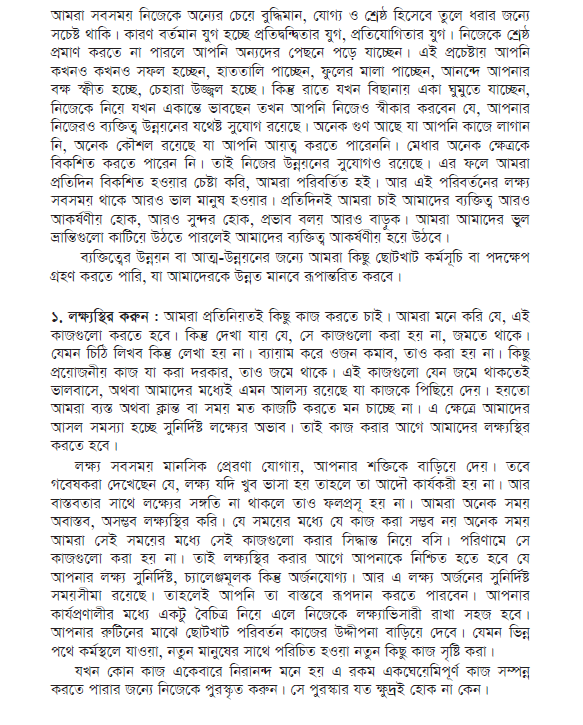 আমরা সবসময় নিজেকে অন্যের চেয়ে বুদ্ধিমান, যোগ্য ও শ্রেষ্ঠ হিসেবে তুলে ধরার জন্যে
সচেষ্ট থাকি। কারণ বর্তমান যুগ হচ্ছে প্রতিদ্বন্দ্বিতার যুগ, প্রতিযোগিতার যুগ। নিজেকে শ্রেষ্ঠ
প্রমাণ করতে না পারলে আপনি অন্যদের পেছনে পড়ে যাচ্ছেন। এই প্রচেষ্টায় আপনি
কখনও কখনও সফল হচ্ছেন, হাততালি পাচ্ছেন, ফুলের মালা পাচ্ছেন, আনন্দে আপনার
বক্ষ স্ফীত হচ্ছে, চেহারা উজ্জ্বল হচ্ছে। কিন্তু রাতে যখন বিছানায় একা ঘুমুতে যাচ্ছেন,
নিজেকে নিয়ে যখন একান্তে ভাবছেন তখন আপনি নিজেও স্বীকার করবেন যে, আপনার
নিজেরও ব্যক্তিত্ব উন্নয়নের যথেষ্ট সুযোগ রয়েছে। অনেক গুণ আছে যা আপনি কাজে লাগান
নি, অনেক কৌশল রয়েছে যা আপনি আয়ত্ব করতে পারেননি। মেধার অনেক ক্ষেত্রকে
বিকশিত করতে পারেন নি। তাই নিজের উন্নয়নের সুযোগও রয়েছে। এর ফলে আমরা
প্রতিদিন বিকশিত হওয়ার চেষ্টা করি, আমরা পরিবর্তিত হই। আর এই পরিবর্তনের লক্ষ্য
সবসময় থাকে আরও ভাল মানুষ হওয়ার। প্রতিদিনই আমরা চাই আমাদের ব্যক্তিত্ব আরও
আকর্ষণীয় হোক, আরও সুন্দর হোক, প্রভাব বলয় আরও বাড়ুক। আমরা আমাদের ভুল
ভ্রান্তিগুলো কাটিয়ে উঠতে পারলেই আমাদের ব্যক্তিত্ব আকর্ষণীয় হয়ে উঠবে।
ব্যক্তিত্বের উন্নয়ন বা আত্ম-উন্নয়নের জন্যে আমরা কিছু ছোটখাট কর্মসূচি বা পদক্ষেপ
গ্রহণ করতে পারি, যা আমাদেরকে উন্নত মানবে রূপান্তরিত করবে।
১. লক্ষ্যস্থির করুন : আমরা প্রতিনিয়তই কিছু কাজ করতে চাই। আমরা মনে করি যে, এই
কাজগুলো করতে হবে। কিন্তু দেখা যায় যে, সে কাজগুলো করা হয় না, জমতে থাকে।
যেমন চিঠি লিখব কিন্তু লেখা হয় না। ব্যায়াম করে ওজন কমাব, তাও করা হয় না। কিছু
প্রয়োজনীয় কাজ যা করা দরকার, তাও জমে থাকে। এই কাজগুলো যেন জমে থাকতেই
ভালবাসে, অথবা আমাদের মধ্যেই এমন আলস্য রয়েছে যা কাজকে পিছিয়ে দেয়। হয়তো
আমরা ব্যস্ত অথবা ক্লান্ত বা সময় মত কাজটি করতে মন চাচ্ছে না। এ ক্ষেত্রে আমাদের
আসল সমস্যা হচ্ছে সুনির্দিষ্ট লক্ষ্যের অভাব। তাই কাজ করার আগে আমাদের লক্ষ্যস্থির
করতে হবে।
লক্ষ্য সবসময় মানসিক প্রেরণা যোগায়, আপনার শক্তিকে বাড়িয়ে দেয়। তবে
গবেষকরা দেখেছেন যে, লক্ষ্য যদি খুব ভাসা হয় তাহলে তা আদৌ কার্যকরী হয় না। আর
বাস্তবতার সাথে লক্ষ্যের সঙ্গতি না থাকলে তাও ফলপ্রসূ হয় না। আমরা অনেক সময়
অবাস্তব, অসম্ভব লক্ষ্যস্থির করি। যে সময়ের মধ্যে যে কাজ করা সম্ভব নয় অনেক সময়
আমরা সেই সময়ের মধ্যে সেই কাজগুলো করার সিদ্ধান্ত নিয়ে বসি। পরিণামে সে
কাজগুলো করা হয় না। তাই লক্ষ্যস্থির করার আগে আপনাকে নিশ্চিত হতে হবে যে
আপনার লক্ষ্য সুনির্দিষ্ট, চ্যালেঞ্জমূলক কিন্তু অর্জনযোগ্য। আর এ লক্ষ্য অর্জনের সুনির্দিষ্ট
সময়সীমা রয়েছে। তাহলেই আপনি তা বাস্তবে রূপদান করতে পারবেন। আপনার
কার্যপ্রণালীর মধ্যে একটু বৈচিত্র নিয়ে এলে নিজেকে লক্ষ্যাভিসারী রাখা সহজ হবে।
আপনার রুটিনের মাঝে ছোটখাট পরিবর্তন কাজের উদ্দীপনা বাড়িয়ে দেবে। যেমন ভিন্ন
পথে কর্মস্থলে যাওয়া, নতুন মানুষের সাথে পরিচিত হওয়া নতুন কিছু কাজ সৃষ্টি করা।
যখন কোন কাজ একেবারে নিরানন্দ মনে হয় এ রকম একঘেয়েমিপূর্ণ কাজ সম্পন্ন
করতে পারার জন্যে নিজেকে পুরস্কৃত করুন। সে পুরস্কার যত ক্ষুদ্রই হোক না কেন।